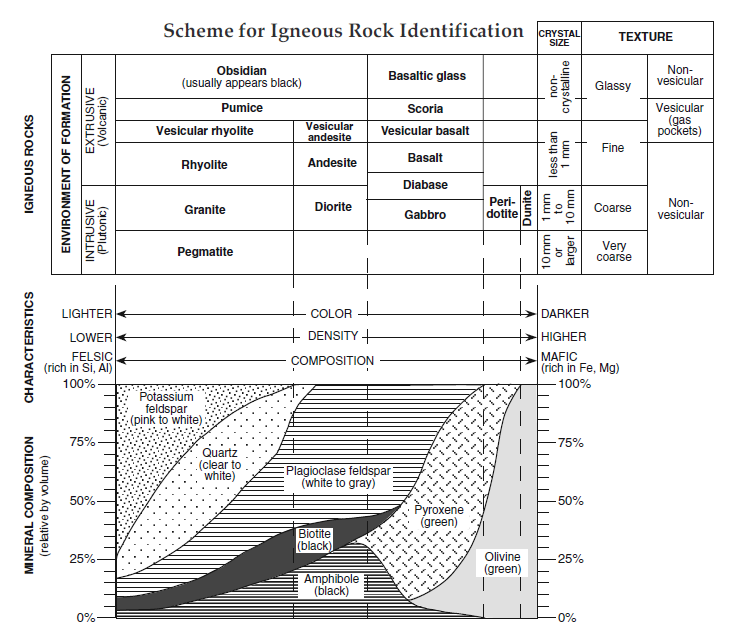 Scheme for Igneous Rock Identification
CRYSTAL
SIZE
TEXTURE
IGNEOUS ROCKS
ENVIRONMENT OF FORMATION
EXTRUSIVE
(Volcanic)
Obsidian
(usually appears black)
Basaltic glass
non-
crystalline
Glassy
Non-
vesicular
Pumice
Scoria
Vesicular
(gas
pockets)
Vesicular rhyolite
Vesicular
andesite
Vesicular basalt
less than
1 mm
Fine
Rhyolite
Andesite
Basalt
Diabase
INTRUSIVE
(Plutonic)
Granite
Diorite
Gabbro
Peri-
dotite
Dunite
1 mm
to
10 mm
Coarse
Non-
vesicular
Pegmatite
10 mm
or
larger
Very
coarse
CHARACTERISTICS
LIGHTER
COLOR
DARKER
LOWER
DENSITY
HIGHER
FELSIC
(rich in Si, Al)
COMPOSITION
MAFIC
(rich in Fe, Mg)
MINERAL COMPOSITION
(relative by volume)
100%
75%
50%
25%
0%
Potassium
feldspar
(pink to white)
Quartz
(clear to
white)
Plagioclase feldspar
(white to gray)
Pyroxene
(green)
Biotite
(black)
Olivine
(green)
Amphibole
(black)
100%
75%
50%
25%
0%